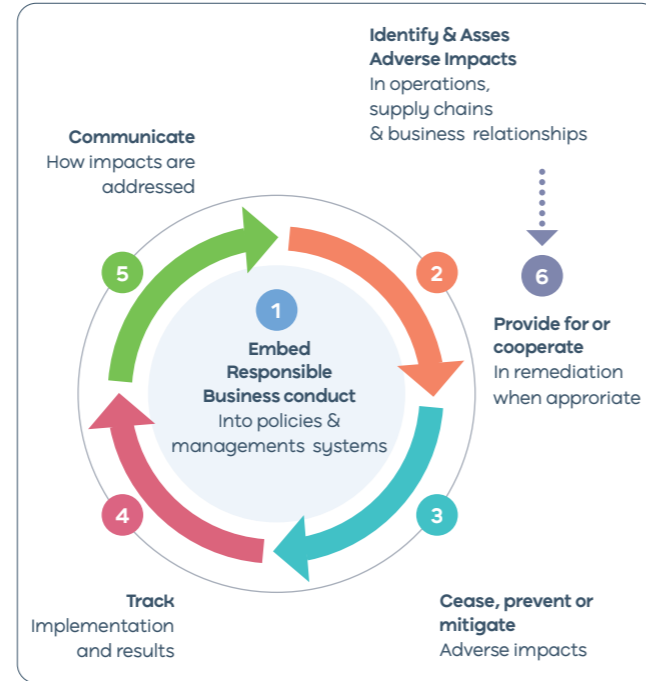 Identify & Asses
Adverse Impacts
In operations,
supply chains
& business relationships
Communicate
How impacts are
addressed
5
2
6
1
Embed
Responsible
Business conduct
Into policies &
managements systems
Provide for or
cooperate
In remediation
when approriate
4
3
Track
Implementation
and results
Cease, prevent or
mitigate
Adverse impacts